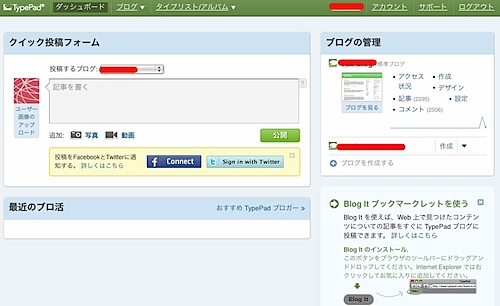 TypePad ダッシュボード ブログ タイプリスト/アルバム アカウント サポート ログアウト
クイック投稿フォーム
投稿するブログ:
ユーザー
画像の
アップ
ロード
記事を書く
?
追加: 写真 動画 公開
投稿をFacebookとTwitterに通
知する。 詳しくはこちら
f Connect
t Sign in with Twitter
最近のブロ活 おすすめ TypePad ブロガー »
ブログの管理
標準ブログ
ブログを見る
アクセス
状況
記事 (2295)
コメント (2506)
作成
デザイン
設定
作成
ブログを作成する
Blog It ブックマークレットを使う
Blog It を使えば、Web 上で見つけたコンテン
ツについての記事をすぐに TypePad ブログに
投稿できます。 詳しくはこちら
Blog It のインストール,
このボタンをブラウザのツールバーにドラッグアン
ドドロップしてください。Internet Explorer では右
クリックしてお気に入りに追加してください。
Blog It